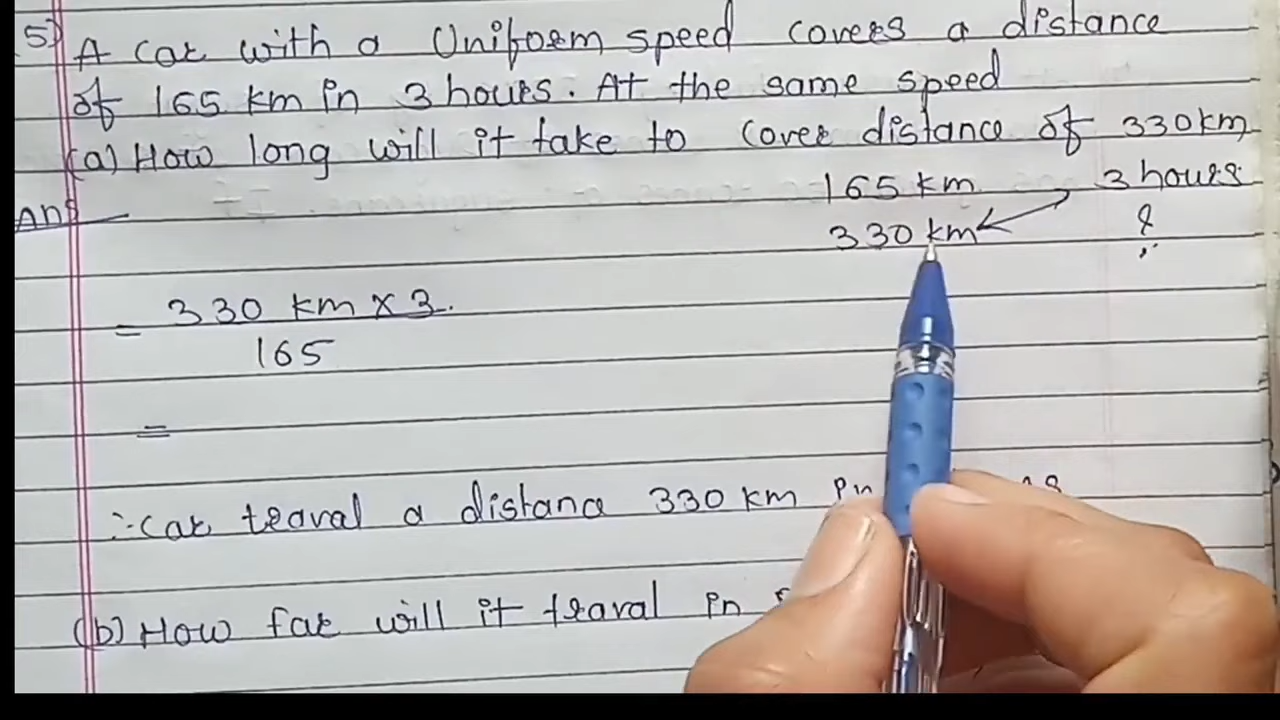 5) A car with a Uniform speed covers a distance
of 165 km in 3 hours. At the same speed
(a) How long will it take to cover distance of 330km
165 km 3 hours
Ans
330 km ?
= 330 km x 3.
165
=
∴ car traval a distance 330 km in
(b) How far will it traval in